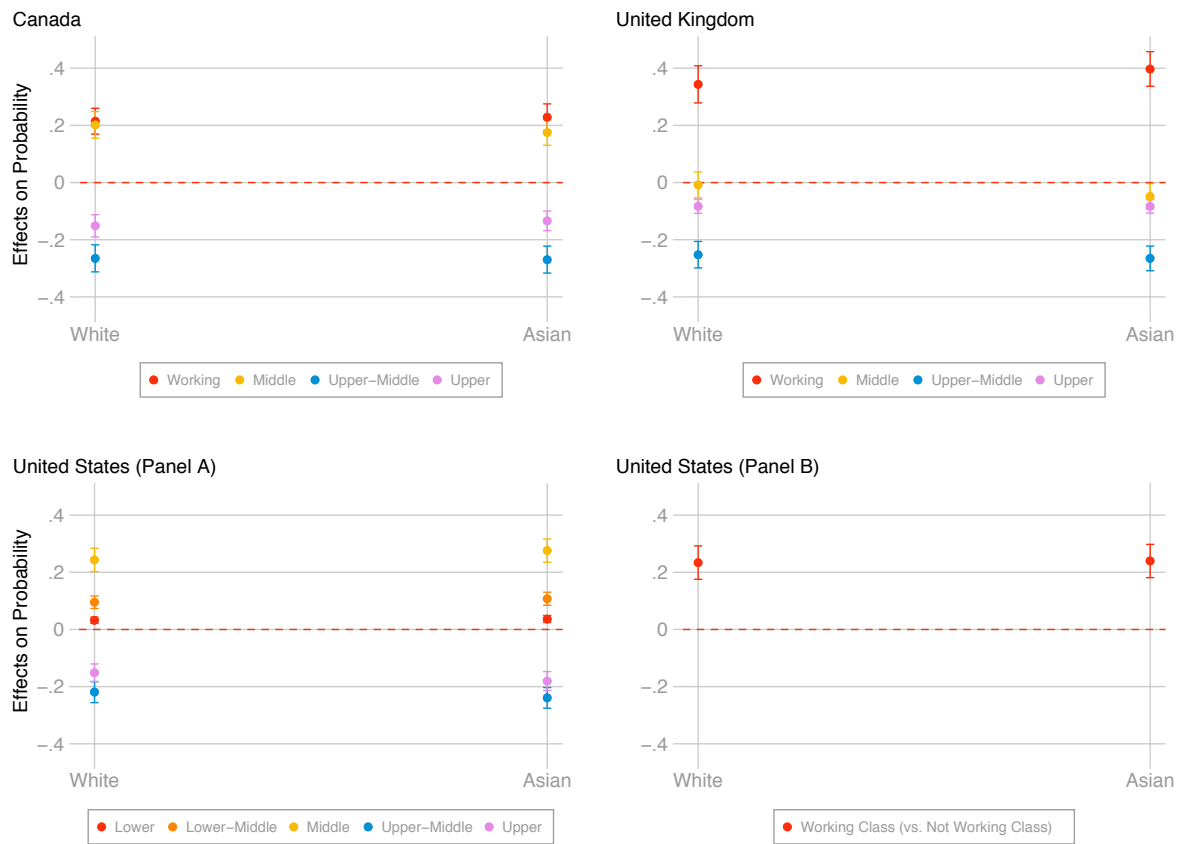 Canada
United Kingdom
Effects on Probability
.4
.2
0
−.2
−.4
White
Asian
.4
.2
0
−.2
−.4
White
Asian
Working Middle Upper−Middle Upper
Working Middle Upper−Middle Upper
United States (Panel A)
United States (Panel B)
Effects on Probability
.4
.2
0
−.2
−.4
White
Asian
.4
.2
0
−.2
−.4
White
Asian
Lower Lower−Middle Middle Upper−Middle Upper
Working Class (vs. Not Working Class)